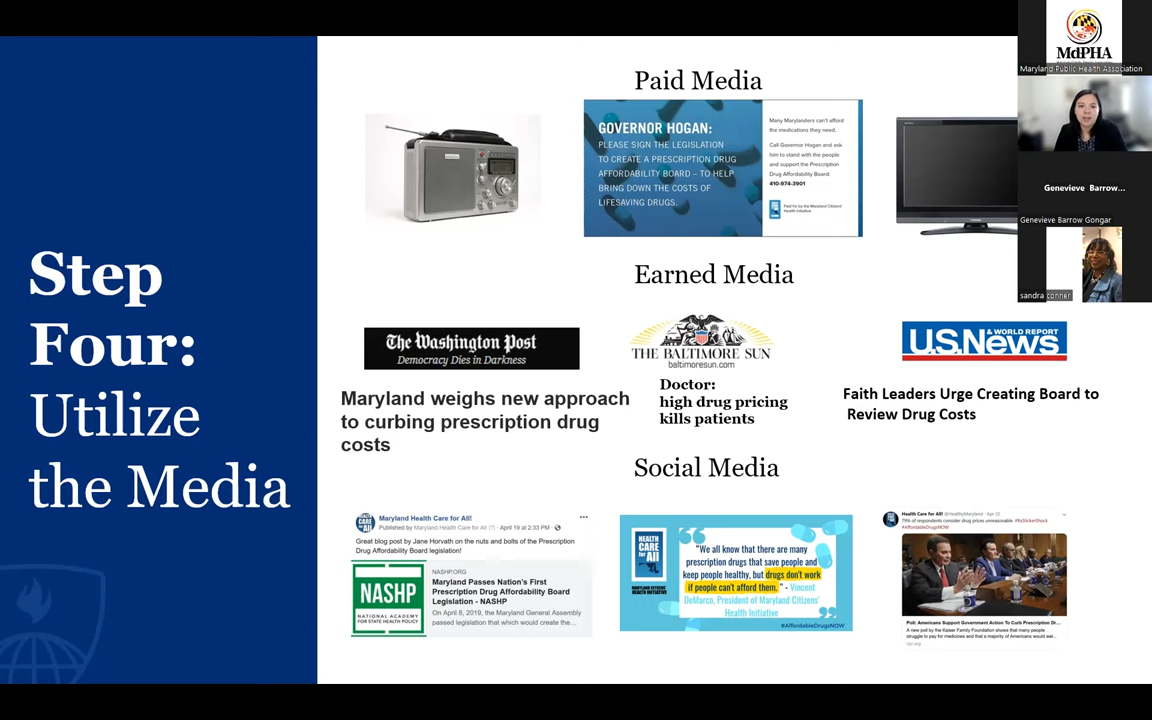 Step
Four:
Utilize
the Media
Paid Media
GOVERNOR HOGAN:
PLEASE SIGN THE LEGISLATION
TO CREATE A PRESCRIPTION DRUG
AFFORDABILITY BOARD – TO HELP
BRING DOWN THE COSTS OF
LIFESAVING DRUGS.
Many Marylanders can't afford
the medications they need.
Call Governor Hogan and ask
him to stand with the people
and support the Prescription
Drug Affordability Board:
410-974-3901
Paid for by the Maryland Citizens'
Health Initiative.
Earned Media
The Washington Post
Democracy Dies in Darkness
Maryland weighs new approach
to curbing prescription drug
costs
THE BALTIMORE SUN
baltimoresun.com
Doctor:
high drug pricing
kills patients
U.S.News & WORLD REPORT
Faith Leaders Urge Creating Board to
Review Drug Costs
Social Media
Maryland Health Care for All!
Published by Maryland Health Care for All · April 19 at 2:33 PM ·
Great blog post by Jane Horvath on the nuts and bolts of the Prescription
Drug Affordability Board legislation!
NASHP
NATIONAL ACADEMY
FOR STATE HEALTH POLICY
NASHP.ORG
Maryland Passes Nation's First
Prescription Drug Affordability Board
Legislation - NASHP
On April 8, 2019, the Maryland General Assembly
passed legislation that which would create the...
HEALTH
CARE
for
All
MARYLAND CITIZENS'
HEALTH INITIATIVE
"We all know that there are many
prescription drugs that save people and
keep people healthy, but drugs don't work
if people can't afford them." - Vincent
DeMarco, President of Maryland Citizens'
Health Initiative
#AffordableDrugsNOW
Health Care for All! @HealthyMaryland · Apr 22
79% of respondents consider drug prices unreasonable. #RxStickerShock
#AffordableDrugsNOW
Poll: Americans Support Government Action To Curb Prescription Dr...
A new poll by the Kaiser Family Foundation shows that many people
struggle to pay for medicines and that a majority of Americans would wel...
npr.org
MdPHA
Maryland Public Health Association
Genevieve Barrow...
Genevieve Barrow Gongar
sandra conner